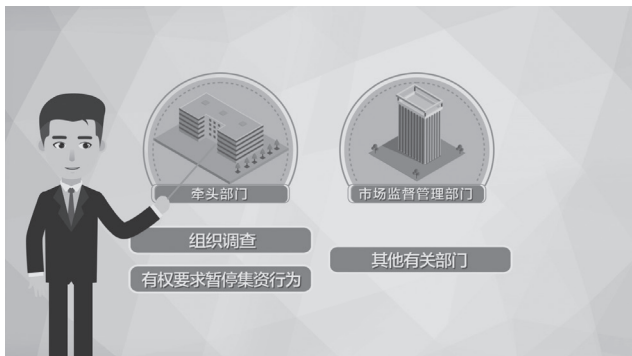 牵头部门
市场监督管理部门
组织调查
其他有关部门
有权要求暂停集资行为